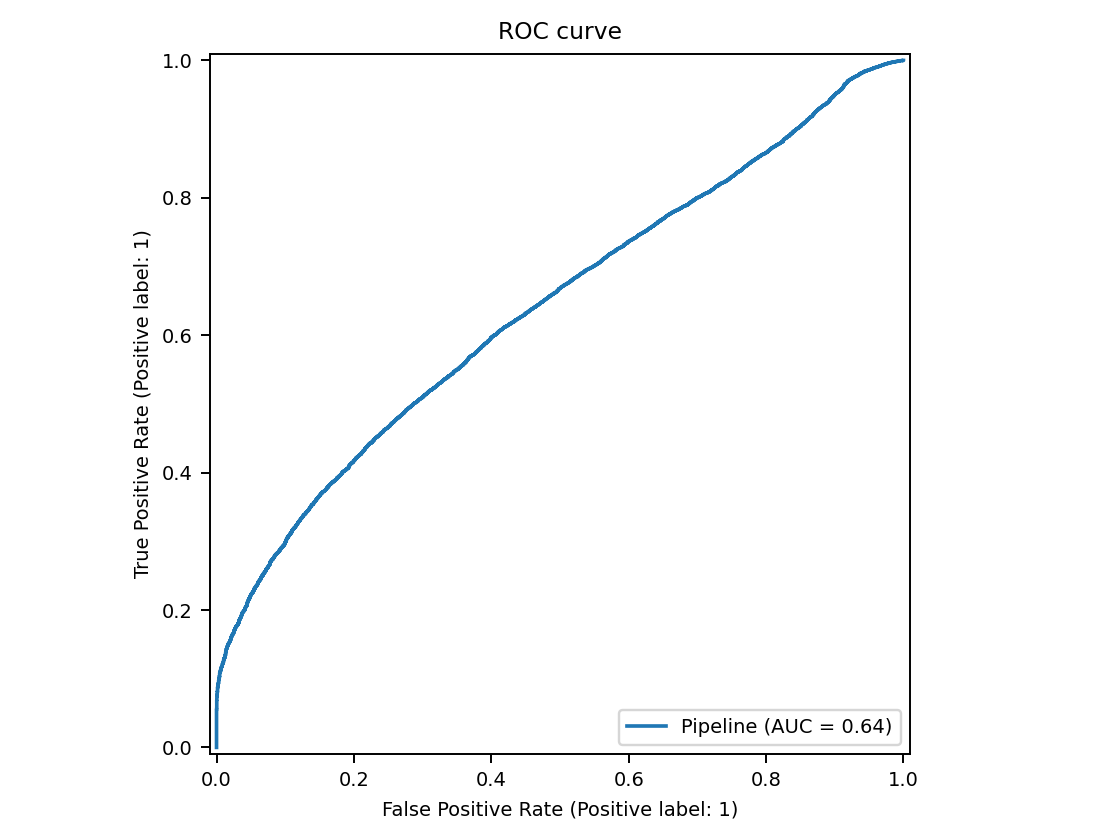 ROC curve
True Positive Rate (Positive label: 1)
1.0
0.8
0.6
0.4
0.2
0.0
Pipeline (AUC = 0.64)
0.0 0.2 0.4 0.6 0.8 1.0
False Positive Rate (Positive label: 1)